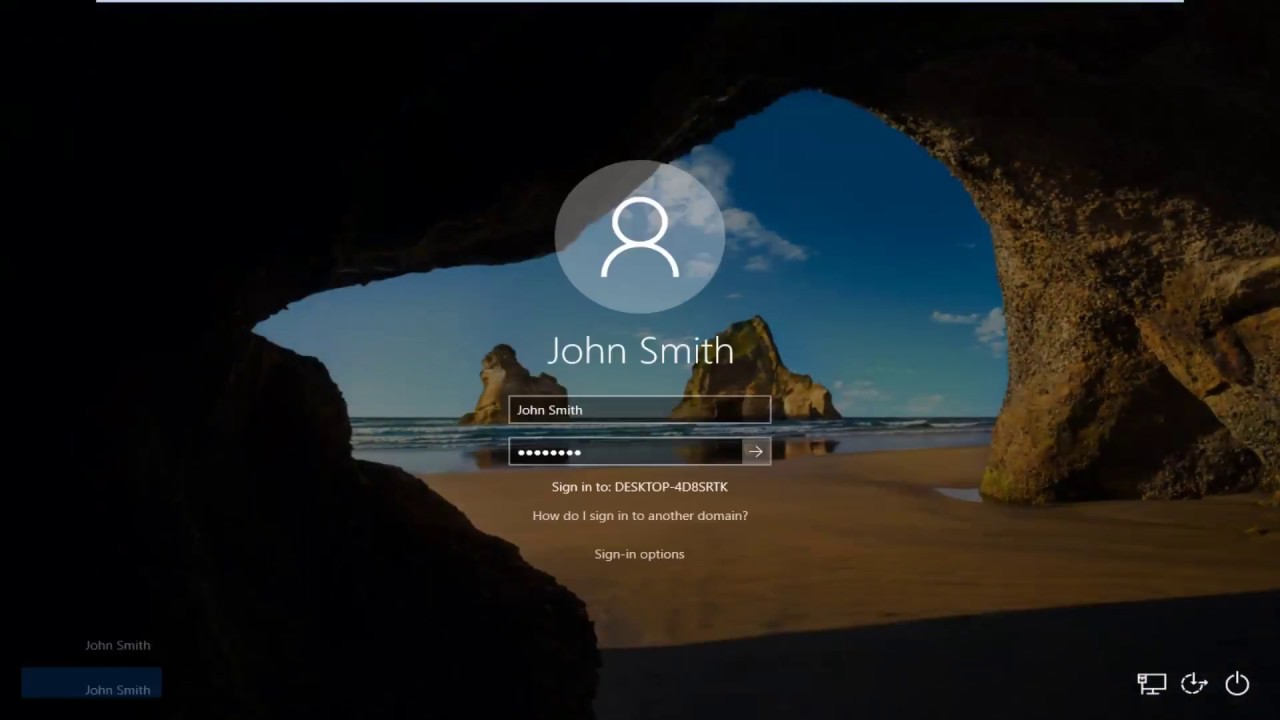 John Smith
John Smith
••••••••
Sign in to: DESKTOP-4D8SRTK
How do I sign in to another domain?
Sign-in options
John Smith
John Smith